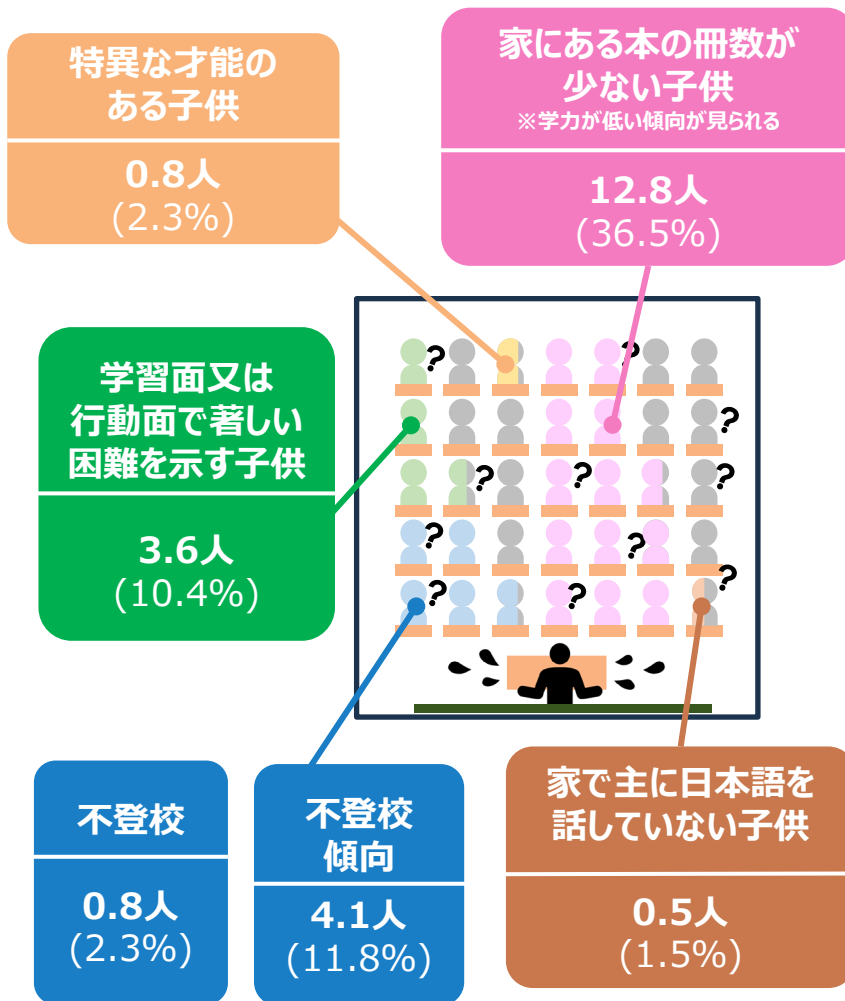 特異な才能の
ある子供
0.8人
(2.3%)
家にある本の冊数が
少ない子供
※学力が低い傾向が見られる
12.8人
(36.5%)
学習面又は
行動面で著しい
困難を示す子供
3.6人
(10.4%)
?
?
?
?
?
?
?
?
?
?
?
不登校
0.8人
(2.3%)
不登校
傾向
4.1人
(11.8%)
家で主に日本語を
話していない子供
0.5人
(1.5%)